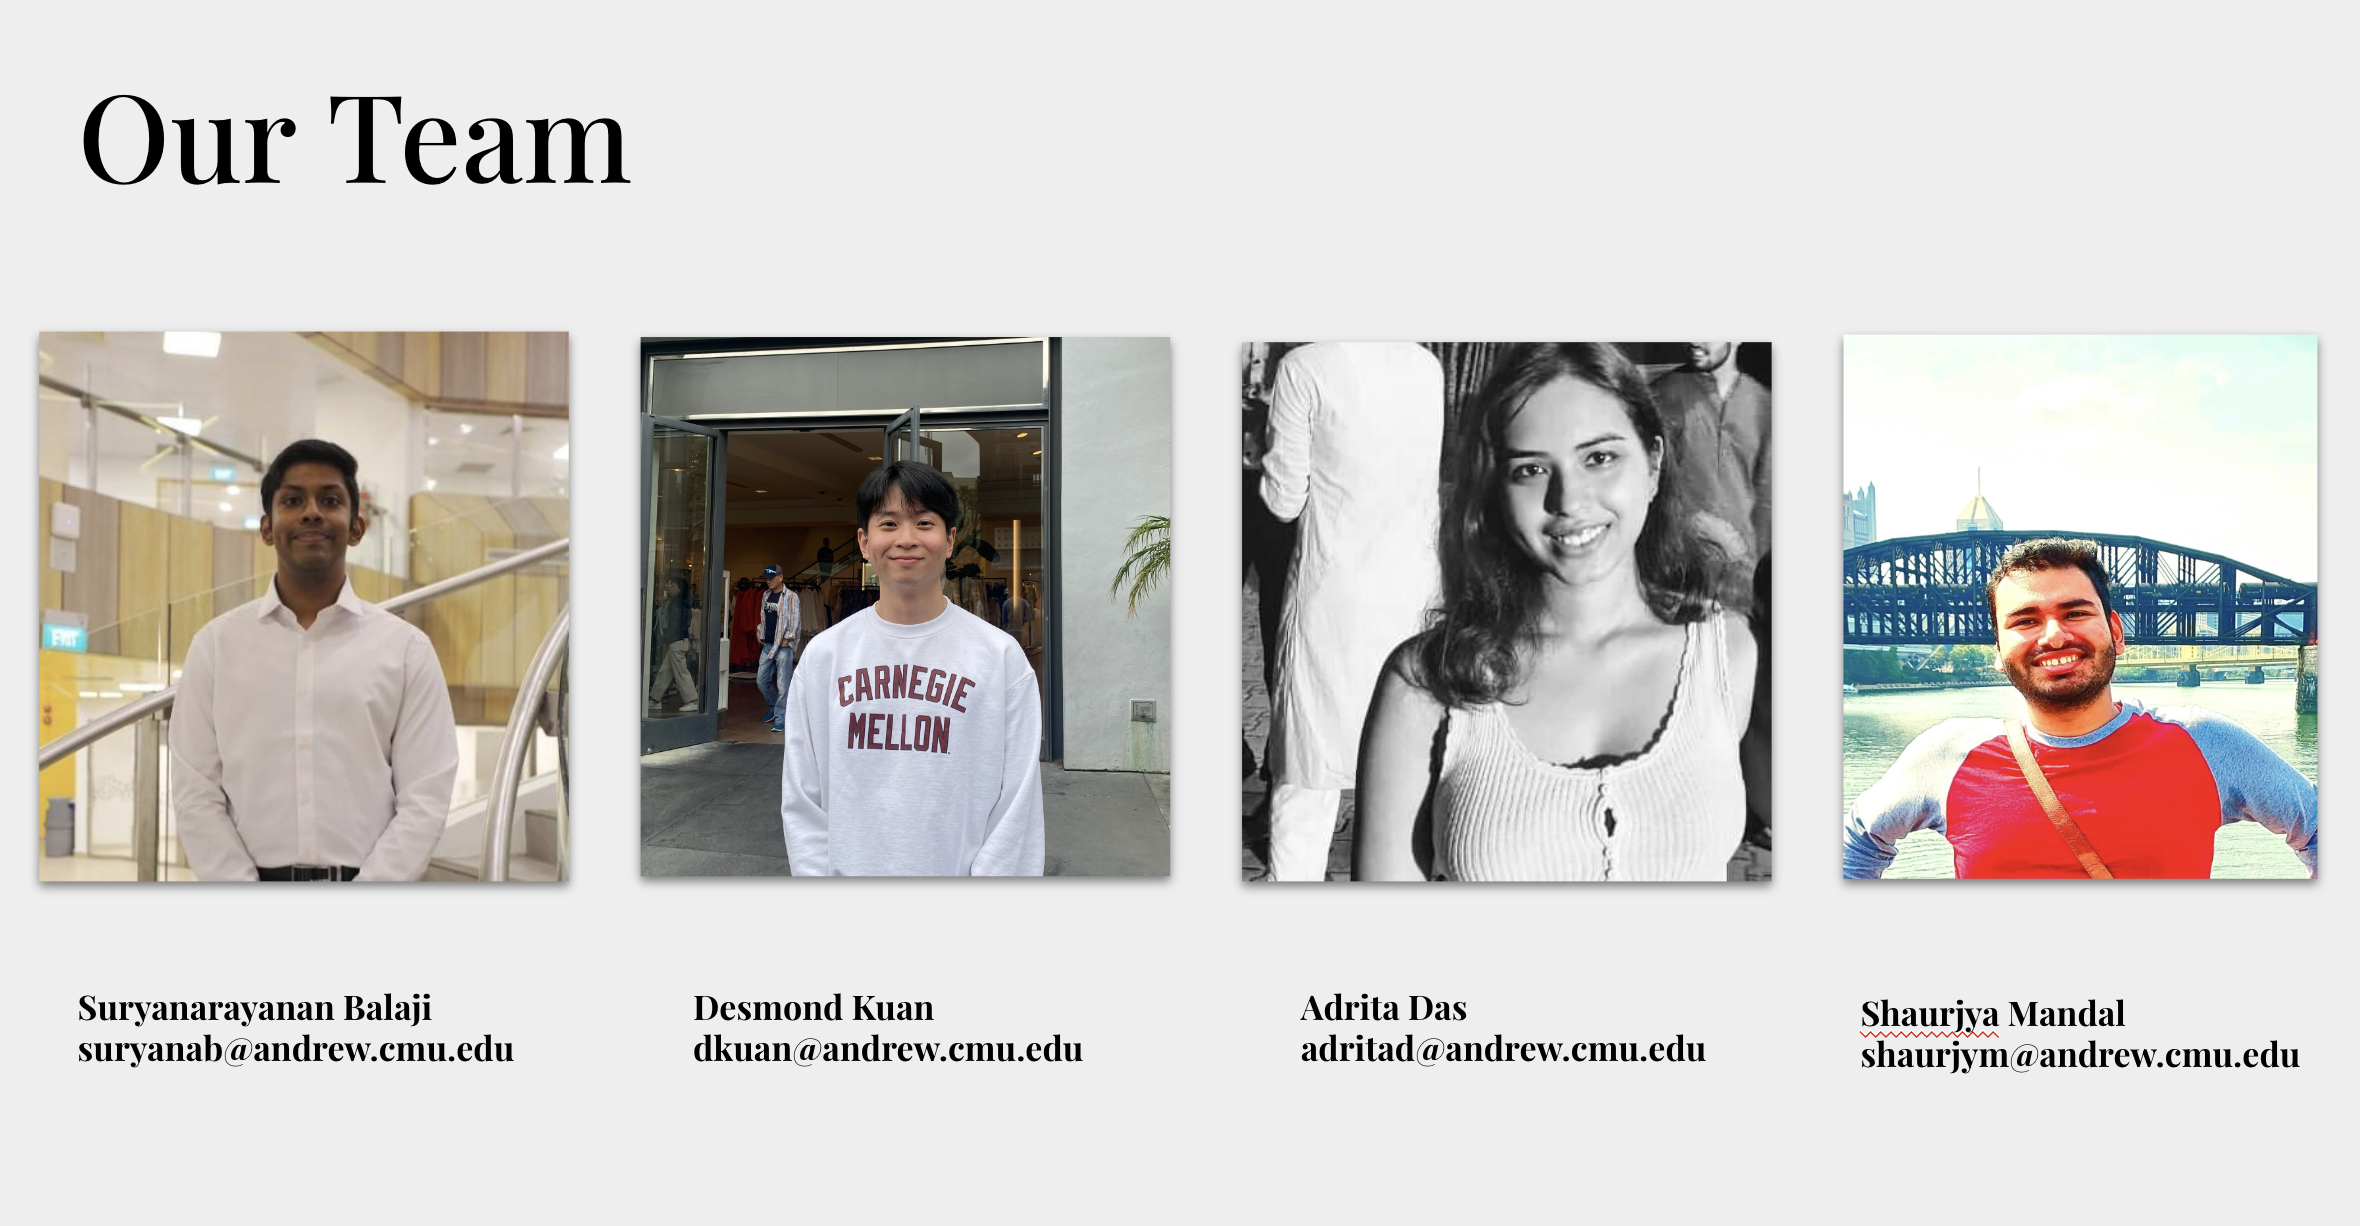 Our Team
Exit
CARNEGIE
MELLON
Suryanarayanan Balaji
suryanab@andrew.cmu.edu
Desmond Kuan
dkuan@andrew.cmu.edu
Adrita Das
adritad@andrew.cmu.edu
Shaurjya Mandal
shaurjym@andrew.cmu.edu